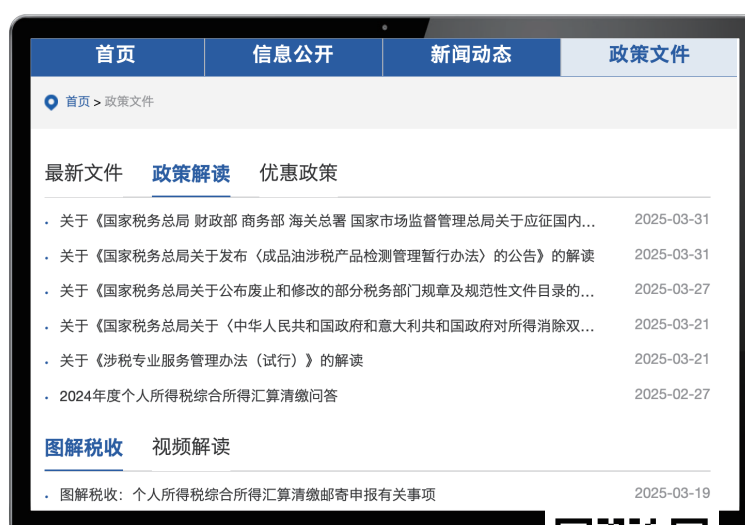 首页 信息公开 新闻动态 政策文件
首页 > 政策文件
最新文件 政策解读 优惠政策
· 关于《国家税务总局 财政部 商务部 海关总署 国家市场监督管理总局关于应征国内... 2025-03-31
· 关于《国家税务总局关于发布〈成品油涉税产品检测管理暂行办法〉的公告》的解读 2025-03-31
· 关于《国家税务总局关于公布废止和修改的部分税务部门规章及规范性文件目录的... 2025-03-27
· 关于《国家税务总局关于〈中华人民共和国政府和意大利共和国政府对所得消除双... 2025-03-21
· 关于《涉税专业服务管理办法（试行）》的解读 2025-03-21
· 2024年度个人所得税综合所得汇算清缴问答 2025-02-27
图解税收 视频解读
· 图解税收：个人所得税综合所得汇算清缴邮寄申报有关事项 2025-03-19